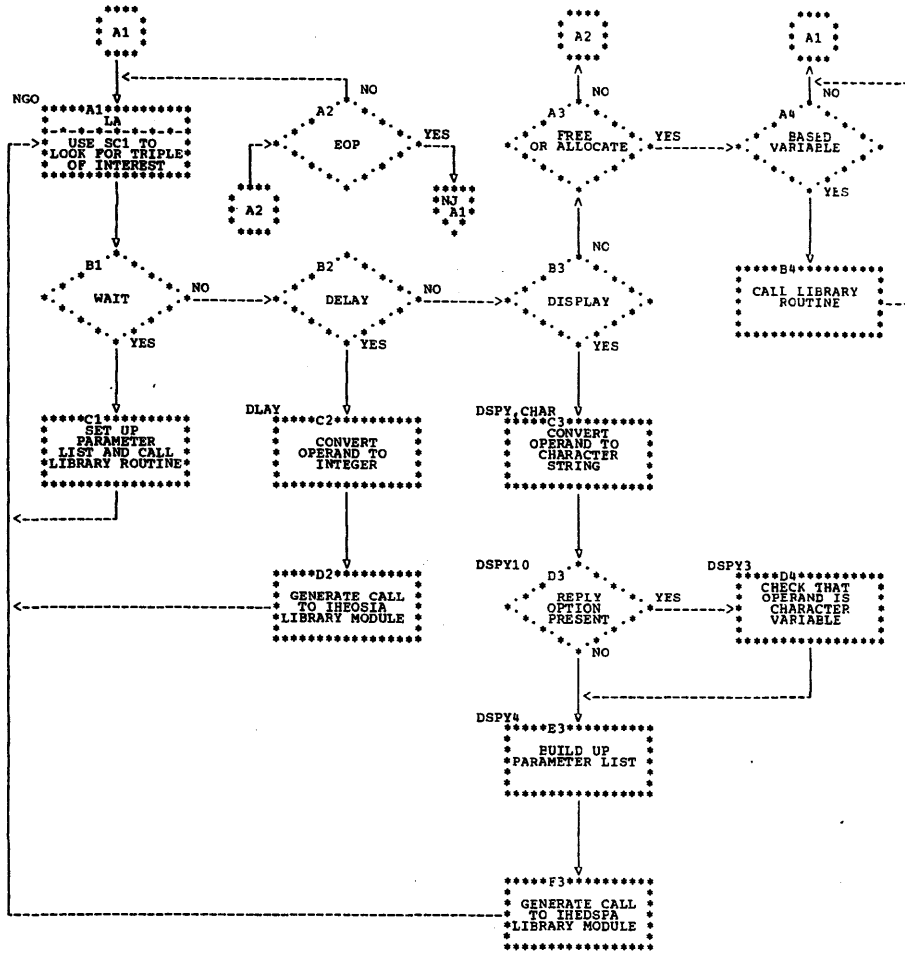 A1
A2
A1
NO
NO
NO
NGO
A1
LA
USE SC1 TO
LOOK FOR TRIPLE
OF INTEREST
A2
EOP
YES
A3
FREE
OR ALLOCATE
YES
A4
BASED
VARIABLE
YES
A2
NJ
A1
NO
B1
WAIT
NO
YES
B2
DELAY
NO
YES
B3
DISPLAY
YES
B4
CALL LIBRARY
ROUTINE
C1
SET UP
PARAMETER
LIST AND CALL
LIBRARY ROUTINE
DLAY
C2
CONVERT
OPERAND TO
INTEGER
DSPY,CHAR
C3
CONVERT
OPERAND TO
CHARACTER
STRING
D2
GENERATE CALL
TO IHEOSIA
LIBRARY MODULE
DSPY10
D3
REPLY
OPTION
PRESENT
YES
NO
DSPY3
D4
CHECK THAT
OPERAND IS
CHARACTER
VARIABLE
DSPY4
E3
BUILD UP
PARAMETER LIST
F3
GENERATE CALL
TO IHEDSPA
LIBRARY MODULE